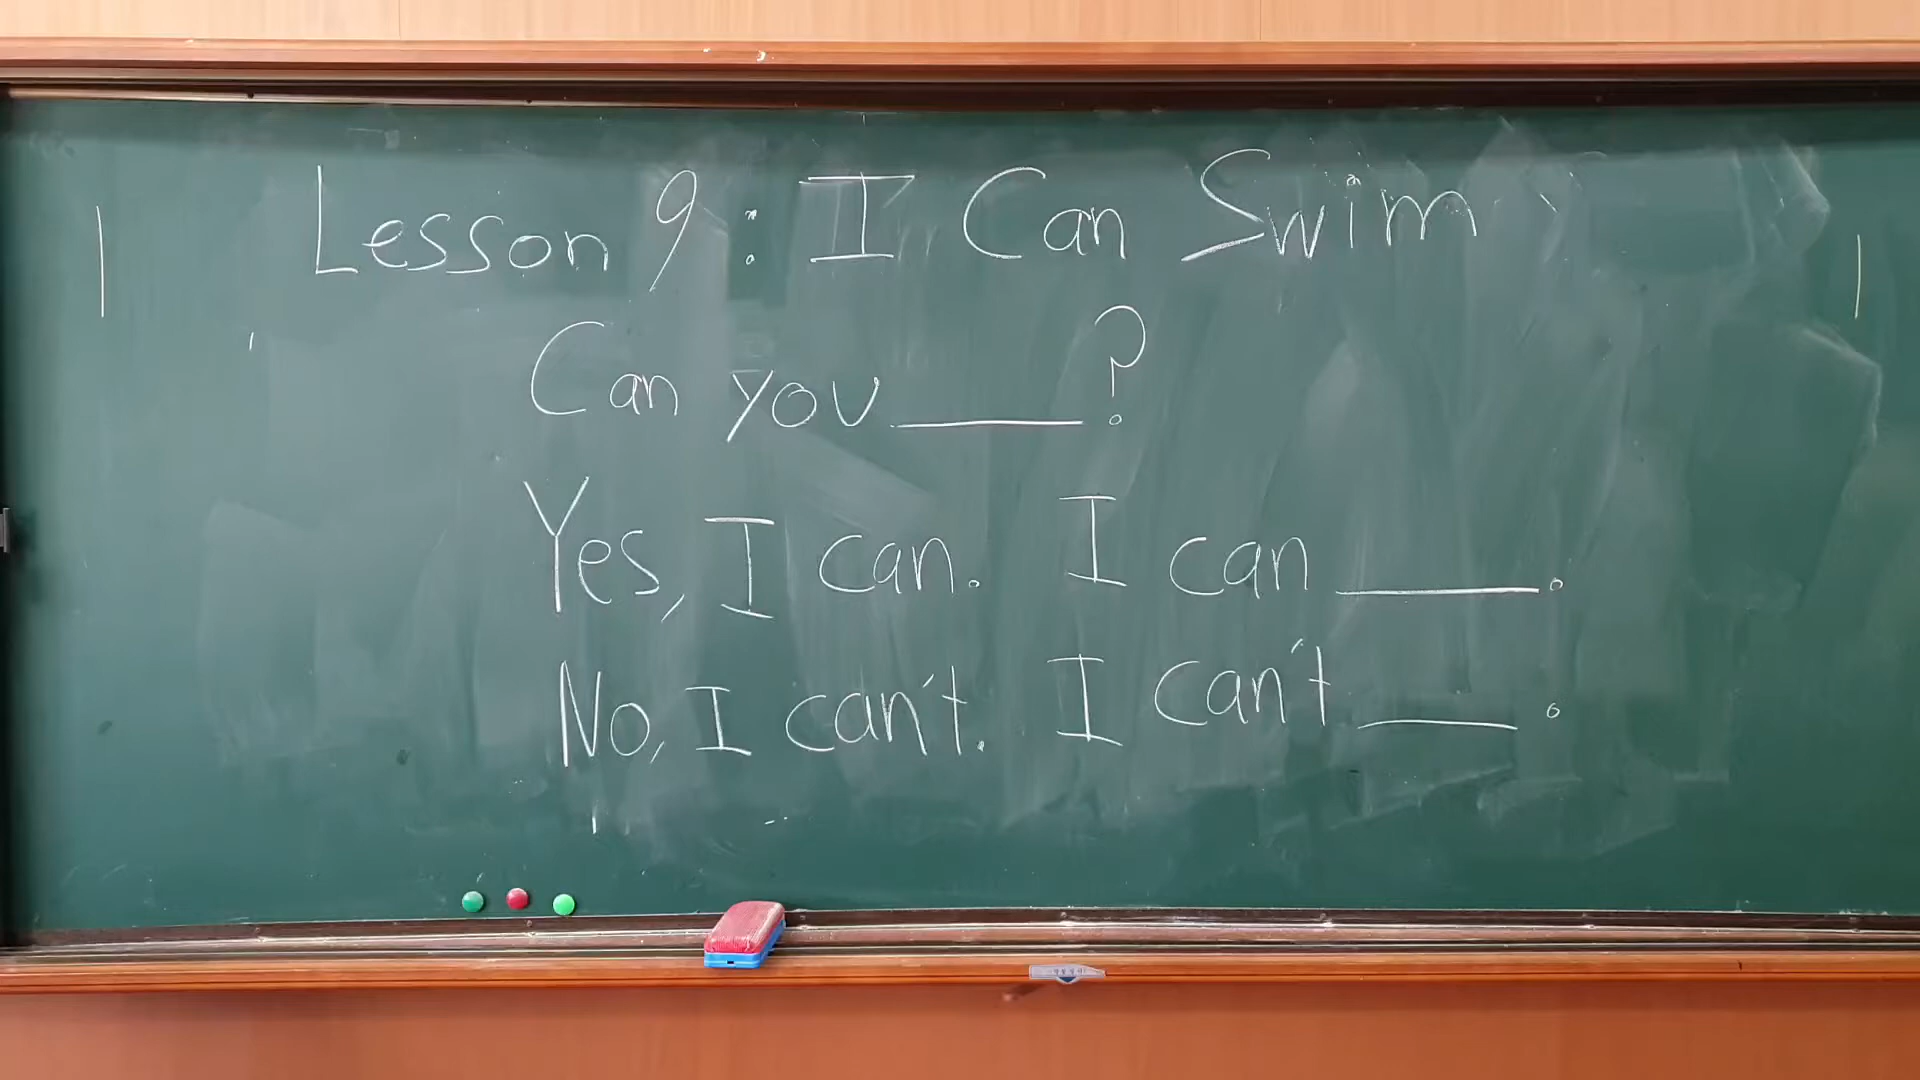 Lesson 9: I Can Swim
Can you ____?
Yes, I can. I can ____.
No, I can't. I can't ____.